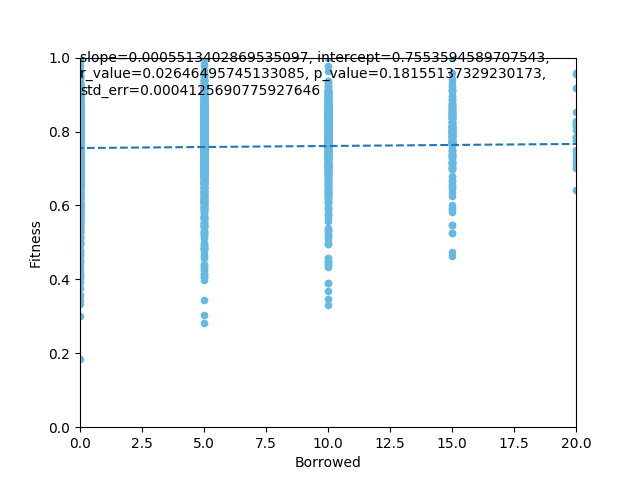 slope=0.0005513402869535097, intercept=0.7553594589707543,
r_value=0.02646495745133085, p_value=0.18155137329230173,
std_err=0.0004125690775927646
1.0
0.8
0.6
0.4
0.2
0.0
Fitness
0.0 2.5 5.0 7.5 10.0 12.5 15.0 17.5 20.0
Borrowed